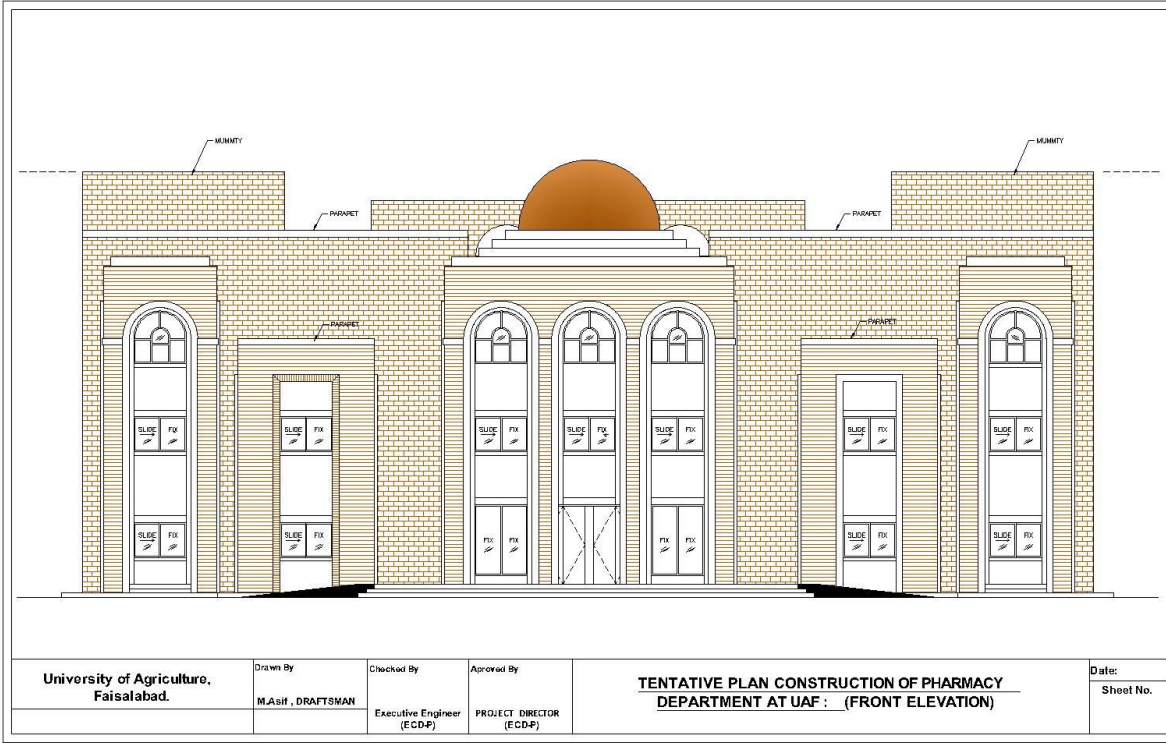 MUMMTY
MUMMTY
PARAPET
PARAPET
PARAPET
PARAPET
SLIDE FIX
SLIDE FIX
SLIDE FIX
SLIDE FIX
SLIDE FIX
SLIDE FIX
SLIDE FIX
SLIDE FIX
SLIDE FIX
SLIDE FIX
SLIDE FIX
FIX FIX
FIX FIX
University of Agriculture,
Faisalabad.
Drawn By
M.Asif , DRAFTSMAN
Checked By
Executive Engineer
(ECD-P)
Aproved By
PROJECT DIRECTOR
(ECD-P)
TENTATIVE PLAN CONSTRUCTION OF PHARMACY
DEPARTMENT AT UAF : (FRONT ELEVATION)
Date:
Sheet No.